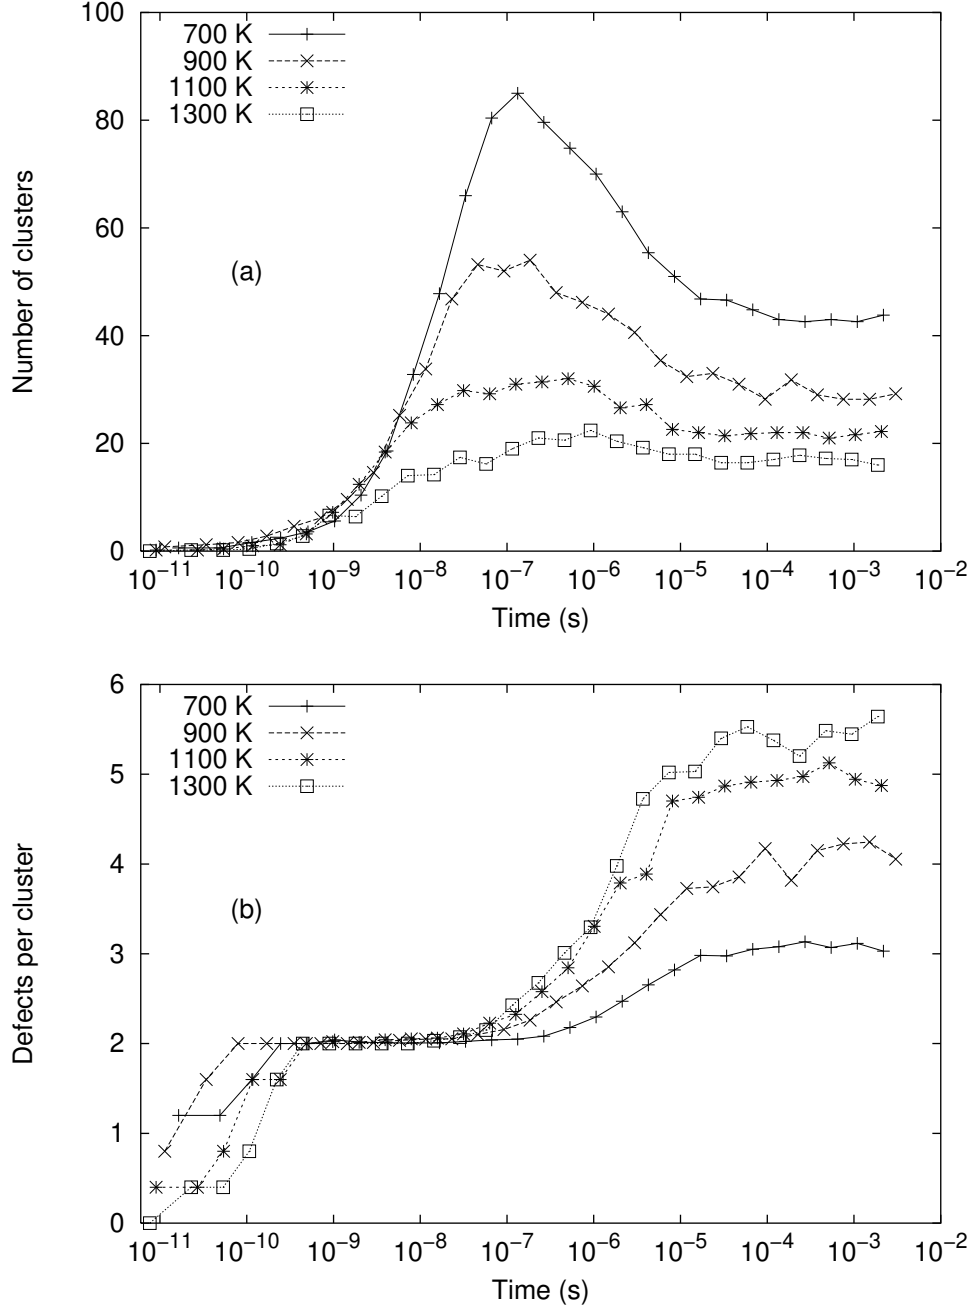 100
80
60
40
20
0
Number of clusters
700 K
900 K
1100 K
1300 K
(a)
10⁻¹¹ 10⁻¹⁰ 10⁻⁹ 10⁻⁸ 10⁻⁷ 10⁻⁶ 10⁻⁵ 10⁻⁴ 10⁻³ 10⁻²
Time (s)
6
5
4
3
2
1
0
Defects per cluster
700 K
900 K
1100 K
1300 K
(b)
10⁻¹¹ 10⁻¹⁰ 10⁻⁹ 10⁻⁸ 10⁻⁷ 10⁻⁶ 10⁻⁵ 10⁻⁴ 10⁻³ 10⁻²
Time (s)